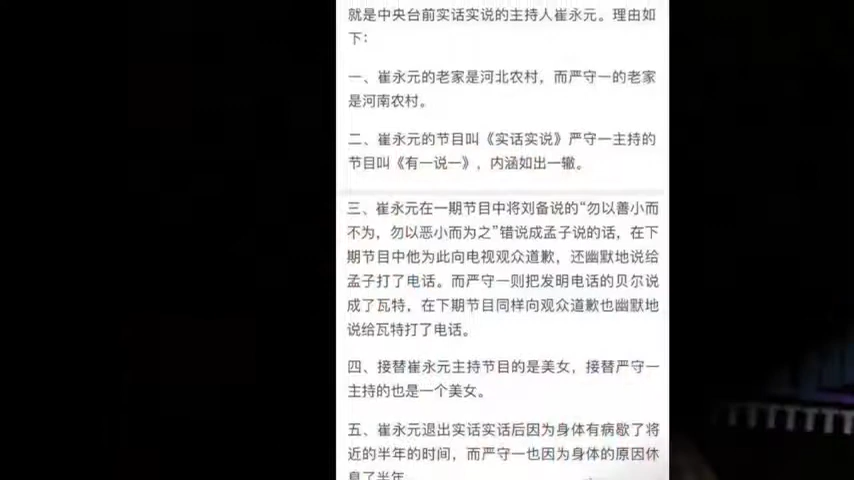 就是中央台前实话实说的主持人崔永元。理由如
下：
一、崔永元的老家是河北农村，而严守一的老家
是河南农村。
二、崔永元的节目叫《实话实说》严守一主持的
节目叫《有一说一》，内涵如出一辙。
三、崔永元在一期节目中将刘备说的“勿以善小而
不为，勿以恶小而为之”错说成孟子说的话，在下
期节目中他为此向电视观众道歉，还幽默地说给
孟子打了电话。而严守一则把发明电话的贝尔说
成了瓦特，在下期节目同样向观众道歉也幽默地
说给瓦特打了电话。
四、接替崔永元主持节目的是美女，接替严守一
主持的也是一个美女。
五、崔永元退出实话实话后因为身体有病歇了将
近的半年的时间，而严守一也因为身体的原因休
息了半年